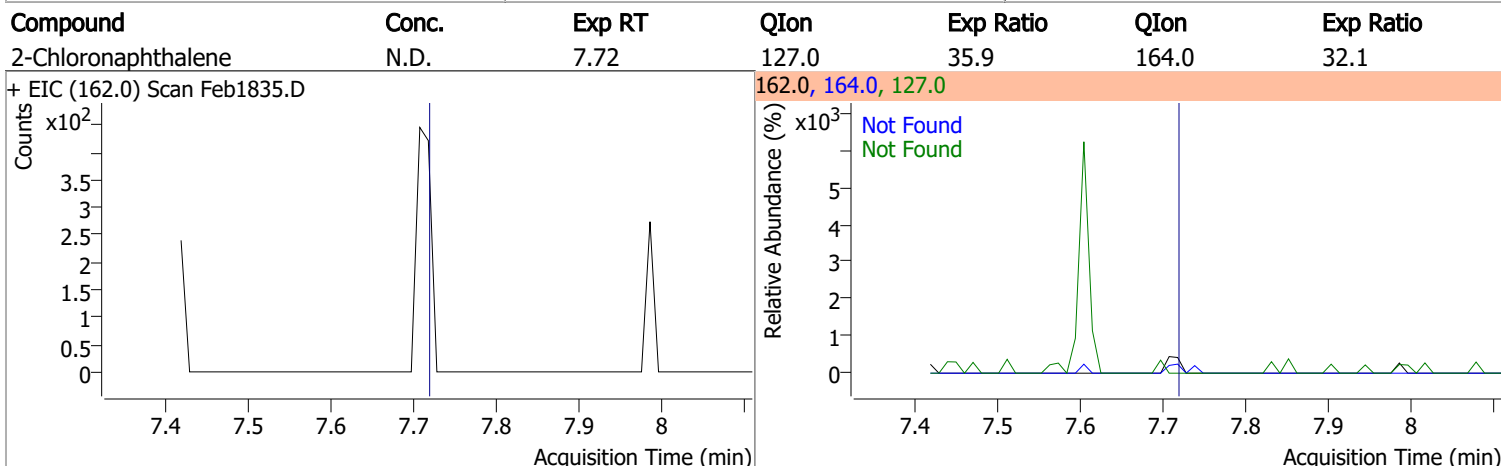 Compound Conc. Exp RT QIon Exp Ratio QIon Exp Ratio
2-Chloronaphthalene N.D. 7.72 127.0 35.9 164.0 32.1
+ EIC (162.0) Scan Feb1835.D
Counts
x10²
3.5
3
2.5
2
1.5
1
0.5
0
7.4 7.5 7.6 7.7 7.8 7.9 8
Acquisition Time (min)
162.0, 164.0, 127.0
Relative Abundance (%)
x10³
Not Found
Not Found
5
4
3
2
1
0
7.4 7.5 7.6 7.7 7.8 7.9 8
Acquisition Time (min)